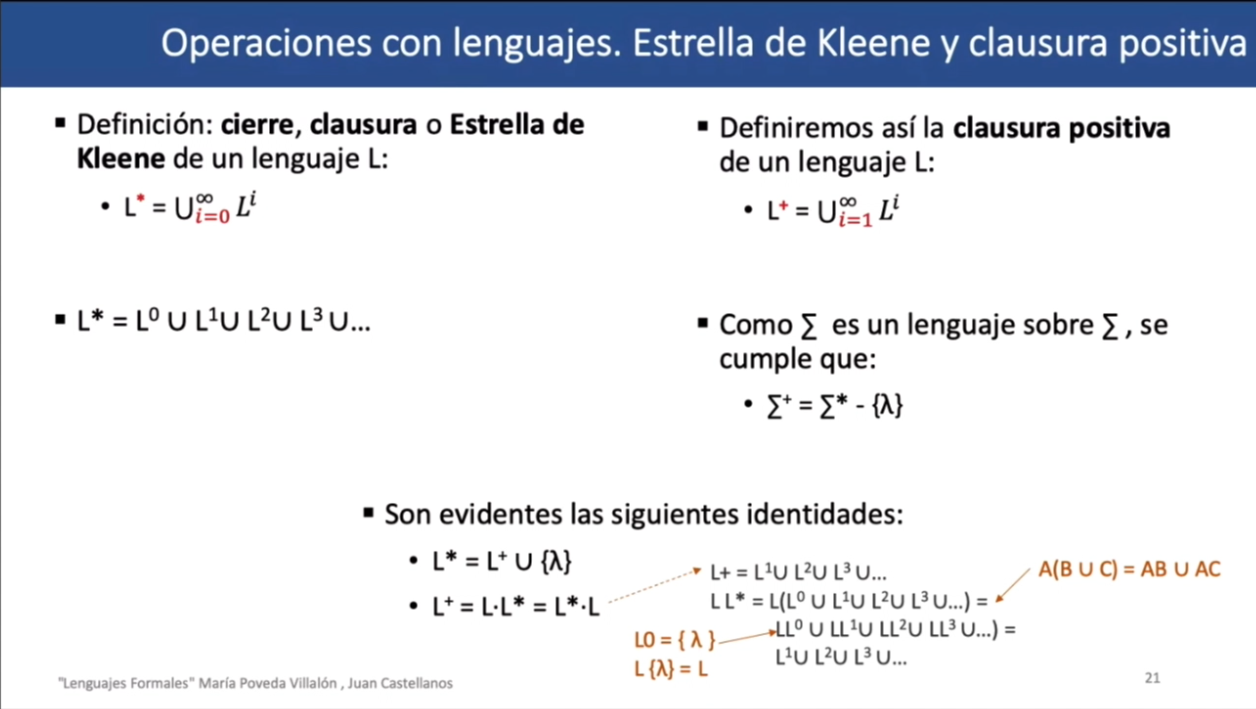 Operaciones con lenguajes. Estrella de Kleene y clausura positiva
▪ Definición: cierre, clausura o Estrella de
Kleene de un lenguaje L:
• L* = ∪∞i=0 Lⁱ
▪ L* = L⁰ ∪ L¹∪ L²∪ L³ ∪...
▪ Definiremos así la clausura positiva
de un lenguaje L:
• L⁺ = ∪∞i=1 Lⁱ
▪ Como ∑ es un lenguaje sobre ∑ , se
cumple que:
• ∑⁺ = ∑* - {λ}
▪ Son evidentes las siguientes identidades:
• L* = L⁺ ∪ {λ}
• L⁺ = L·L* = L*·L
L+ = L¹∪ L²∪ L³ ∪...
L L* = L(L⁰ ∪ L¹∪ L²∪ L³ ∪...) =
LL⁰ ∪ LL¹∪ LL²∪ LL³ ∪...) =
L¹∪ L²∪ L³ ∪...
A(B ∪ C) = AB ∪ AC
L0 = { λ }
L {λ} = L
"Lenguajes Formales" María Poveda Villalón , Juan Castellanos
21